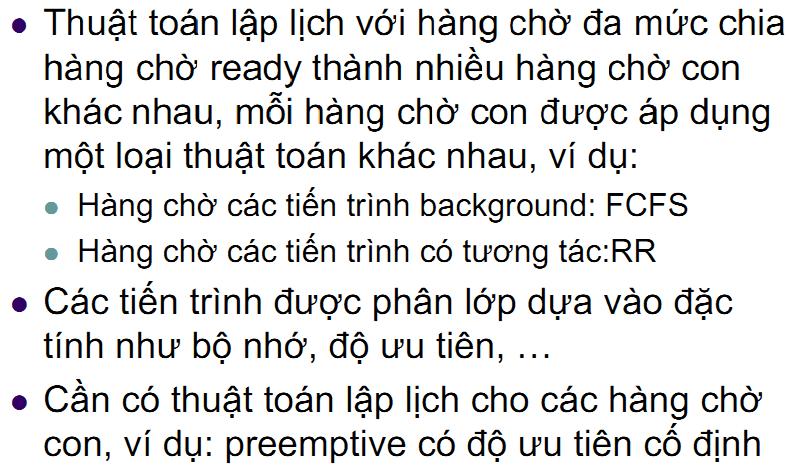 Thuật toán lập lịch với hàng chờ đa mức chia
hàng chờ ready thành nhiều hàng chờ con
khác nhau, mỗi hàng chờ con được áp dụng
một loại thuật toán khác nhau, ví dụ:
Hàng chờ các tiến trình background: FCFS
Hàng chờ các tiến trình có tương tác:RR
Các tiến trình được phân lớp dựa vào đặc
tính như bộ nhớ, độ ưu tiên, …
Cần có thuật toán lập lịch cho các hàng chờ
con, ví dụ: preemptive có độ ưu tiên cố định